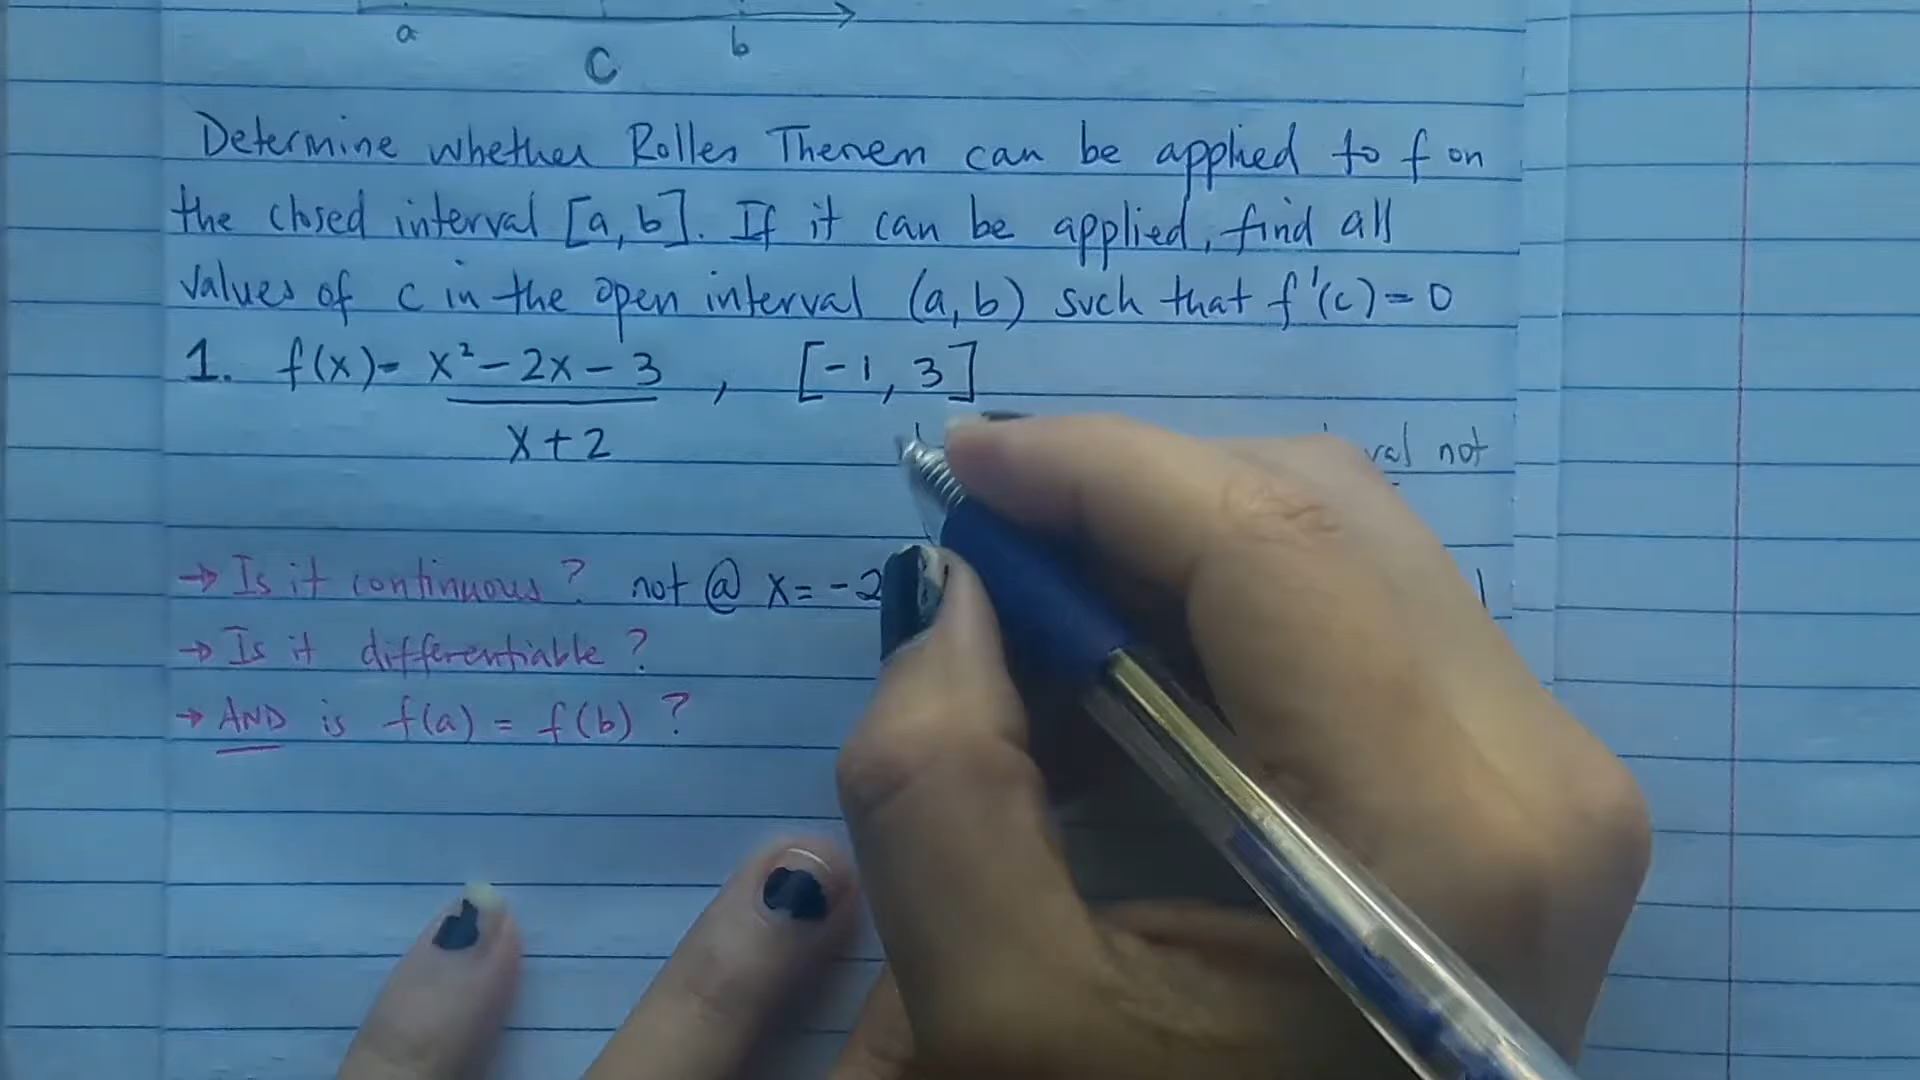 a
b
C
Determine whether Rolles Therem can be applied to f on
the closed interval [a, b]. If it can be applied, find all
values of c in the open interval (a, b) such that f'(c) = 0
1. f(x) = x² - 2x - 3 , [-1, 3]
x + 2
not
→ Is it continuous? not @ x = -2
→ Is it differentiable?
→ AND is f(a) = f(b) ?